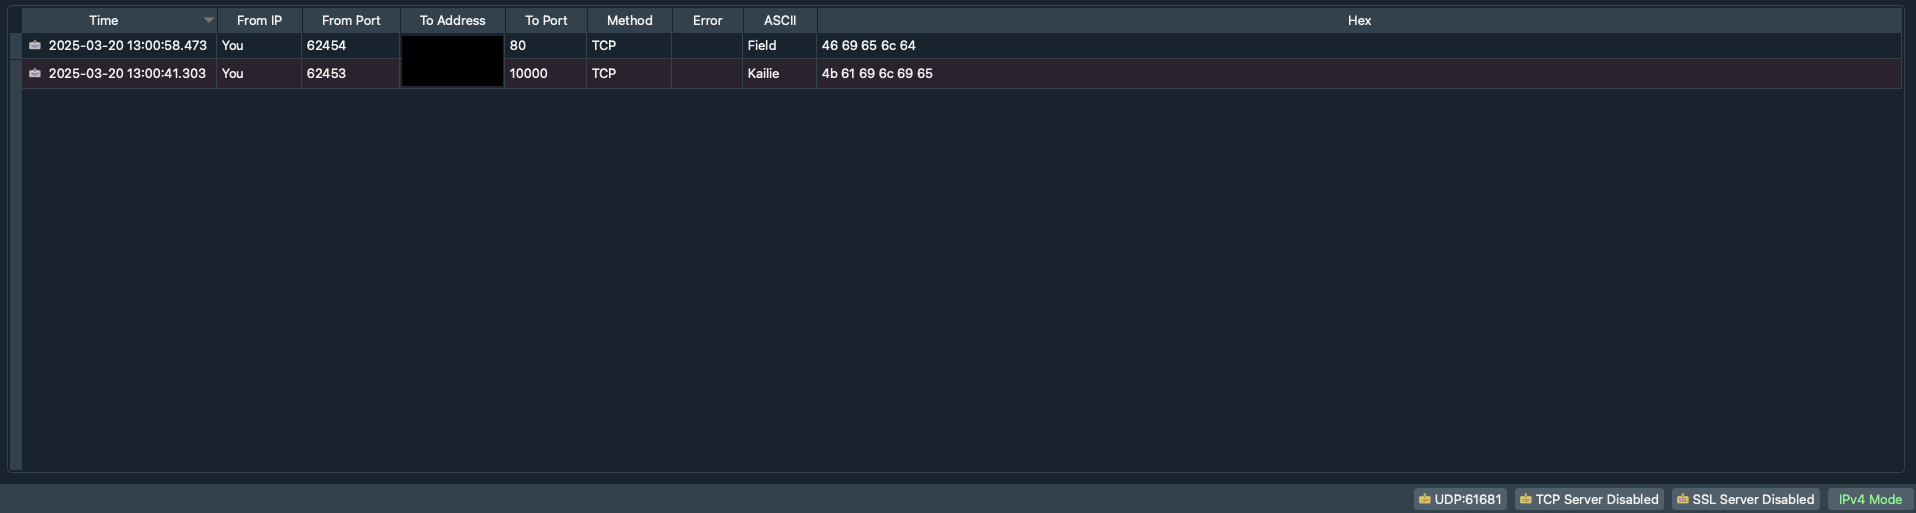 Time From IP From Port To Address To Port Method Error ASCII Hex
2025-03-20 13:00:58.473 You 62454 80 TCP Field 46 69 65 6c 64
2025-03-20 13:00:41.303 You 62453 10000 TCP Kailie 4b 61 69 6c 69 65
UDP:61681 TCP Server Disabled SSL Server Disabled IPv4 Mode